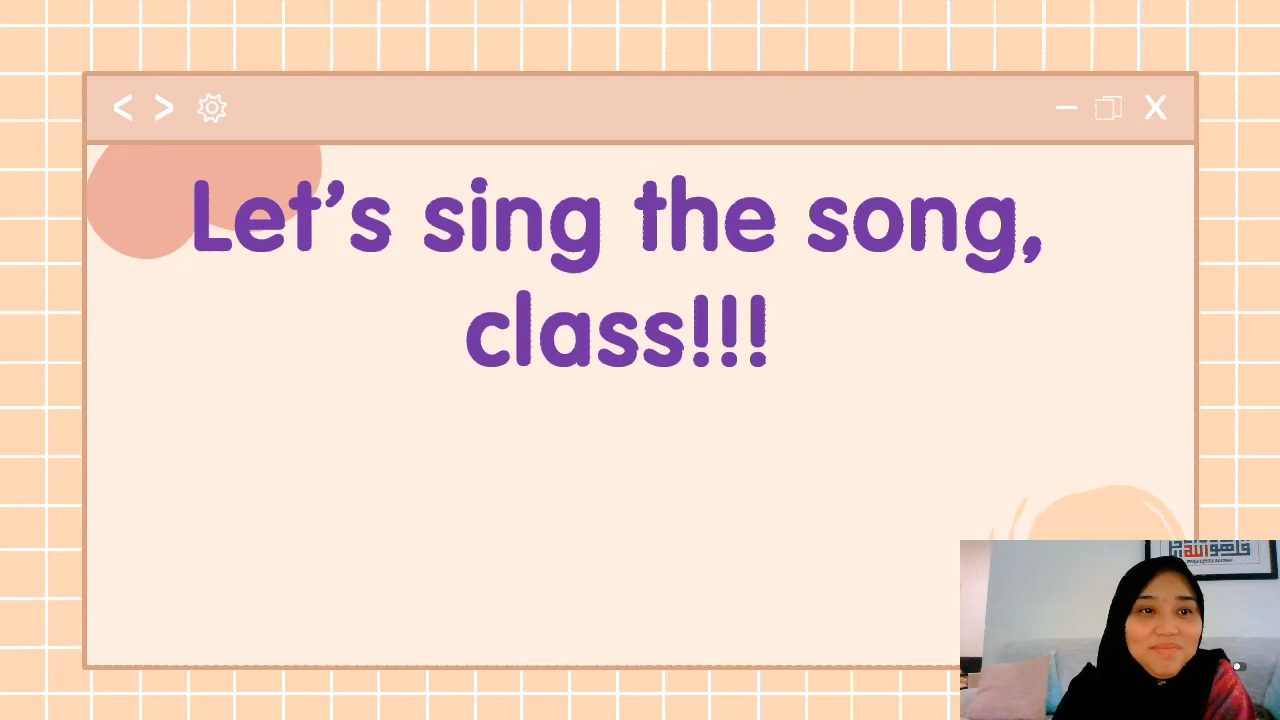 Let’s sing the song,
class!!!